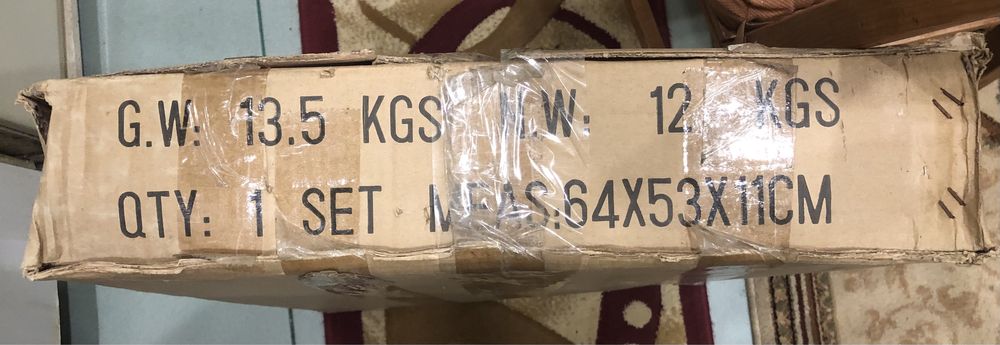 G.W: 13.5 KGS N.W: 12 KGS
QTY: 1 SET MEAS:64X53X11CM